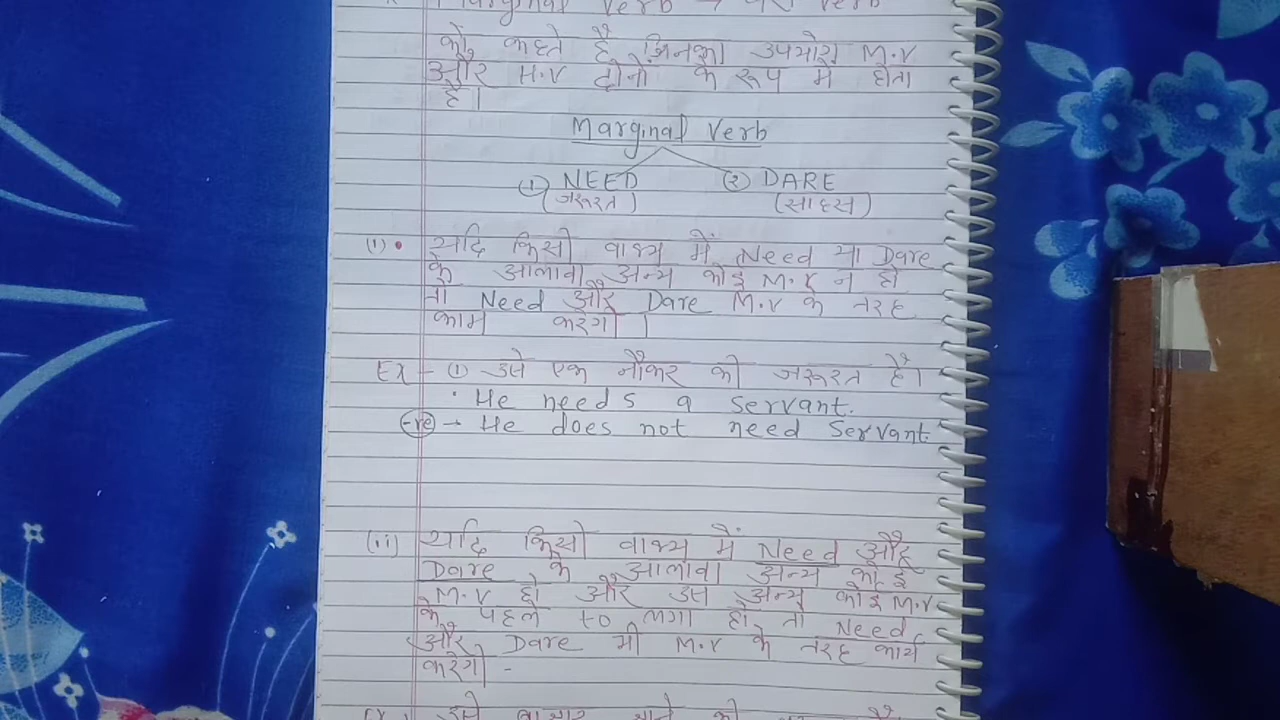 Marginal Verb → verb
को कहते है जिनका उपयोग M.V
और H.V दोनों के रूप में होता
है।
Marginal Verb
(1) NEED (2) DARE
(जरूरत) (साहस)
(1) • यदि किसी वाक्य में Need या Dare
के आलावा अन्य कोई M.V न हो
तो Need और Dare M.V के तरह
काम करेगा।
Ex - (1) उसे एक नौकर की जरूरत है।
· He needs a servant.
(-ve) → He does not need servant.
(ii) यदि किसी वाक्य में Need और
Dare के आलावा अन्य कोई
M.V हो और उस अन्य कोई M.V
के पहले to लगा हो तो Need
और Dare भी M.V के तरह कार्य
करेगी -